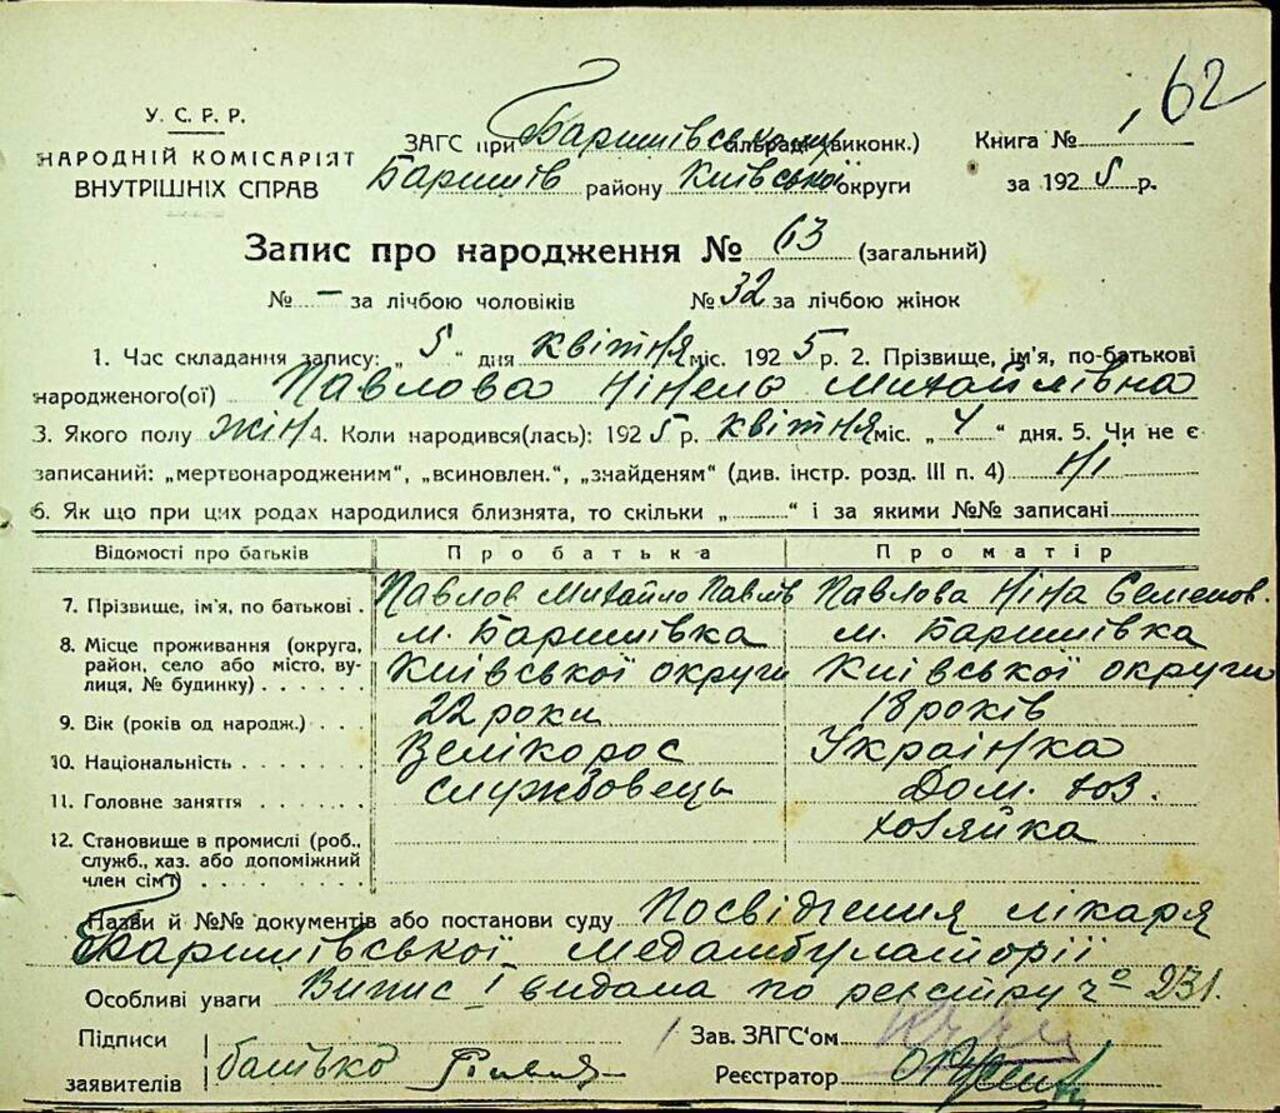 62
У. С. Р. Р.
НАРОДНІЙ КОМІСАРІЯТ
ВНУТРІШНІХ СПРАВ
ЗАГС при Баришівськ (виконк.)
Баришів району Київської округи
Книга № 1
за 1925 р.
Запис про народження № 63 (загальний)
№ – за лічбою чоловіків № 32 за лічбою жінок
1. Час складання запису: „ 5 “ дня квітня міс. 1925 р. 2. Прізвище, ім'я, по-батькові
народженого(ої) Павлова Нінель Михайлівна
3. Якого полу жін 4. Коли народився(лась): 1925 р. квітня міс. „ 4 “ дня. 5. Чи не є
записаний: „мертвонародженим“, „всиновлен.“, „знайденям“ (див. інстр. розд. III п. 4) Ні
6. Як що при цих родах народилися близнята, то скільки „ “ і за якими №№ записані
Відомості про батьків Про батька Про матір
7. Прізвище, ім'я, по батькові . Павлов Михайло Павлів Павлова Ніна Семенов.
8. Місце проживання (округа, район, село або місто, вулиця, № будинку) м. Баришівка м. Баришівка
Київської округи Київської округи
9. Вік (років од народж.) 22 роки 18 років
10. Національність Велікорос Українка
11. Головне заняття службовець Дом. хоз.
12. Становище в промислі (роб., служб., хаз. або допоміжний член сім'ї) хозяйка
Назви й №№ документів або постанови суду Посвідчення лікаря
Баришівської медамбулаторії
Особливі уваги Випис І видана по реєстру ч⁰ 231.
Підписи
заявителів батько
Зав. ЗАГС'ом
Реєстратор